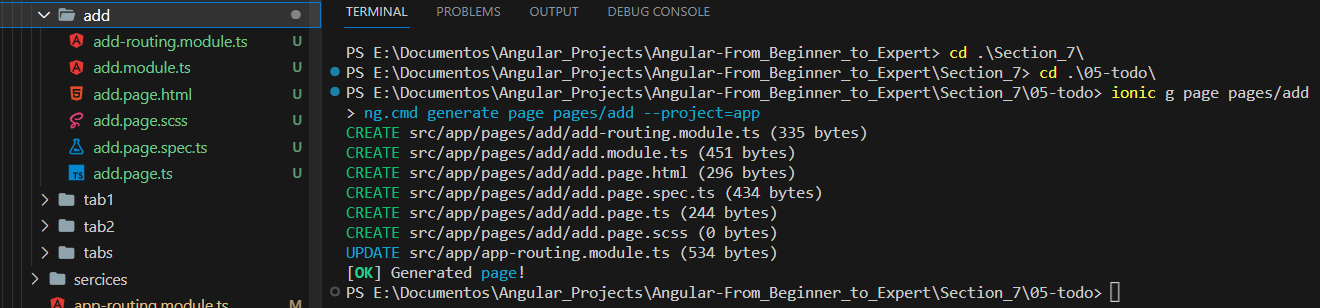 add
add-routing.module.ts U
add.module.ts U
add.page.html U
add.page.scss U
add.page.spec.ts U
TS add.page.ts U
tab1
tab2
tabs
sercices
app-routing.module.ts M
TERMINAL PROBLEMS OUTPUT DEBUG CONSOLE
PS E:\Documentos\Angular_Projects\Angular-From_Beginner_to_Expert> cd .\Section_7\
PS E:\Documentos\Angular_Projects\Angular-From_Beginner_to_Expert\Section_7> cd .\05-todo\
PS E:\Documentos\Angular_Projects\Angular-From_Beginner_to_Expert\Section_7\05-todo> ionic g page pages/add
> ng.cmd generate page pages/add --project=app
CREATE src/app/pages/add/add-routing.module.ts (335 bytes)
CREATE src/app/pages/add/add.module.ts (451 bytes)
CREATE src/app/pages/add/add.page.html (296 bytes)
CREATE src/app/pages/add/add.page.spec.ts (434 bytes)
CREATE src/app/pages/add/add.page.ts (244 bytes)
CREATE src/app/pages/add/add.page.scss (0 bytes)
UPDATE src/app/app-routing.module.ts (534 bytes)
[OK] Generated page!
PS E:\Documentos\Angular_Projects\Angular-From_Beginner_to_Expert\Section_7\05-todo>